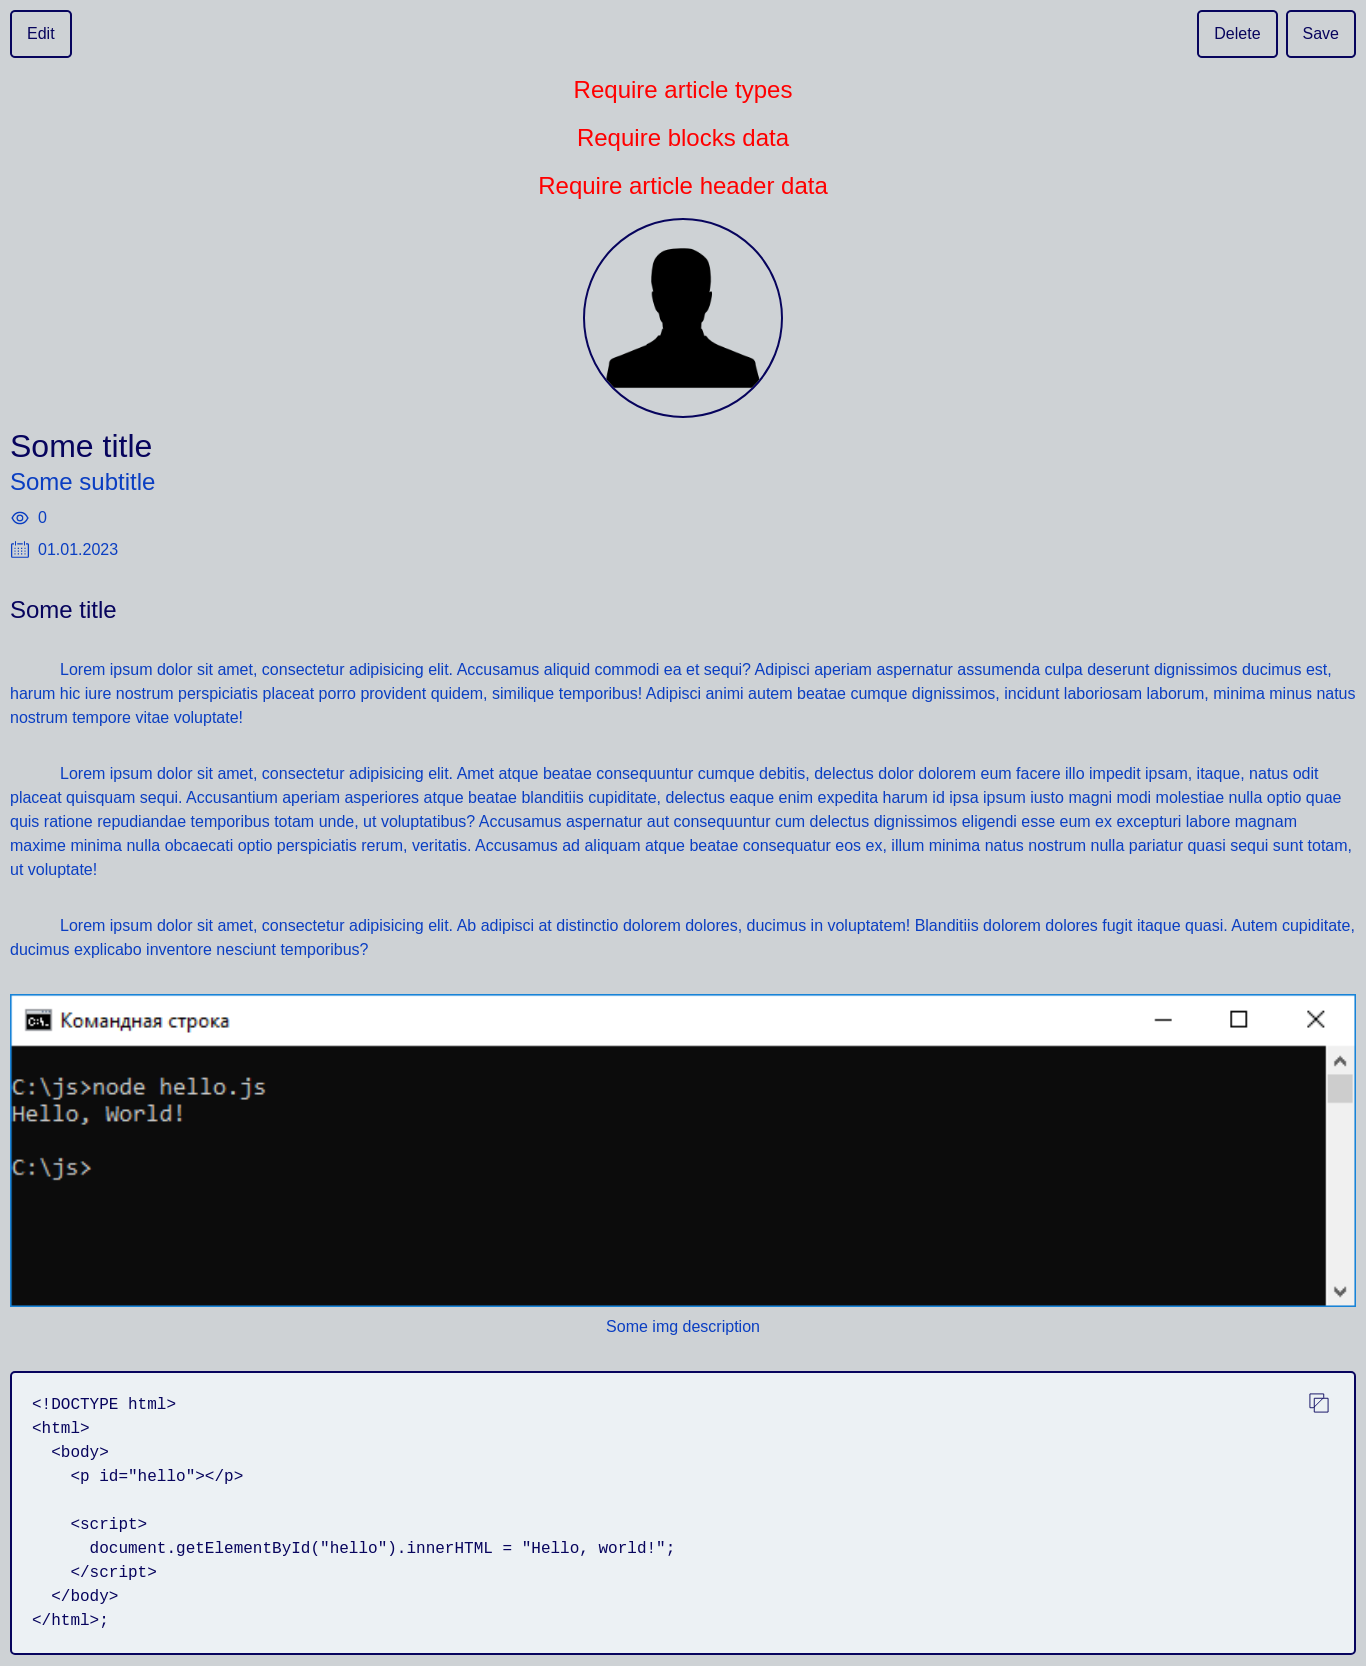 Edit
Delete
Save
Require article types
Require blocks data
Require article header data
Some title
Some subtitle
0
01.01.2023
Some title
Lorem ipsum dolor sit amet, consectetur adipisicing elit. Accusamus aliquid commodi ea et sequi? Adipisci aperiam aspernatur assumenda culpa deserunt dignissimos ducimus est,
harum hic iure nostrum perspiciatis placeat porro provident quidem, similique temporibus! Adipisci animi autem beatae cumque dignissimos, incidunt laboriosam laborum, minima minus natus
nostrum tempore vitae voluptate!
Lorem ipsum dolor sit amet, consectetur adipisicing elit. Amet atque beatae consequuntur cumque debitis, delectus dolor dolorem eum facere illo impedit ipsam, itaque, natus odit
placeat quisquam sequi. Accusantium aperiam asperiores atque beatae blanditiis cupiditate, delectus eaque enim expedita harum id ipsa ipsum iusto magni modi molestiae nulla optio quae
quis ratione repudiandae temporibus totam unde, ut voluptatibus? Accusamus aspernatur aut consequuntur cum delectus dignissimos eligendi esse eum ex excepturi labore magnam
maxime minima nulla obcaecati optio perspiciatis rerum, veritatis. Accusamus ad aliquam atque beatae consequatur eos ex, illum minima natus nostrum nulla pariatur quasi sequi sunt totam,
ut voluptate!
Lorem ipsum dolor sit amet, consectetur adipisicing elit. Ab adipisci at distinctio dolorem dolores, ducimus in voluptatem! Blanditiis dolorem dolores fugit itaque quasi. Autem cupiditate,
ducimus explicabo inventore nesciunt temporibus?
C:\. Командная строка
C:\js>node hello.js
Hello, World!
C:\js>
Some img description
<!DOCTYPE html>
<html>
  <body>
    <p id="hello"></p>
    <script>
      document.getElementById("hello").innerHTML = "Hello, world!";
    </script>
  </body>
</html>;